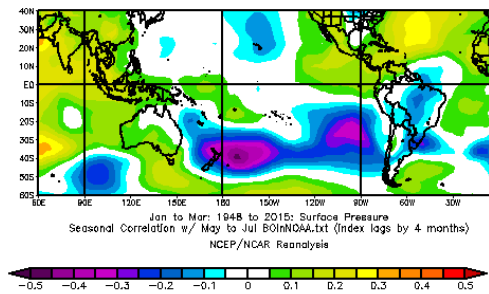 40N
30N
20N
10N
EQ
10S
20S
30S
40S
50S
60S
60E 90E 120E 150E 180 150W 120W 90W 60W 30W
Jan to Mar: 1948 to 2015: Surface Pressure
Seasonal Correlation w/ May to Jul BOInNOAA.txt (Index lags by 4 months)
NCEP/NCAR Reanalysis
-0.5 -0.4 -0.3 -0.2 -0.1 0 0.1 0.2 0.3 0.4 0.5